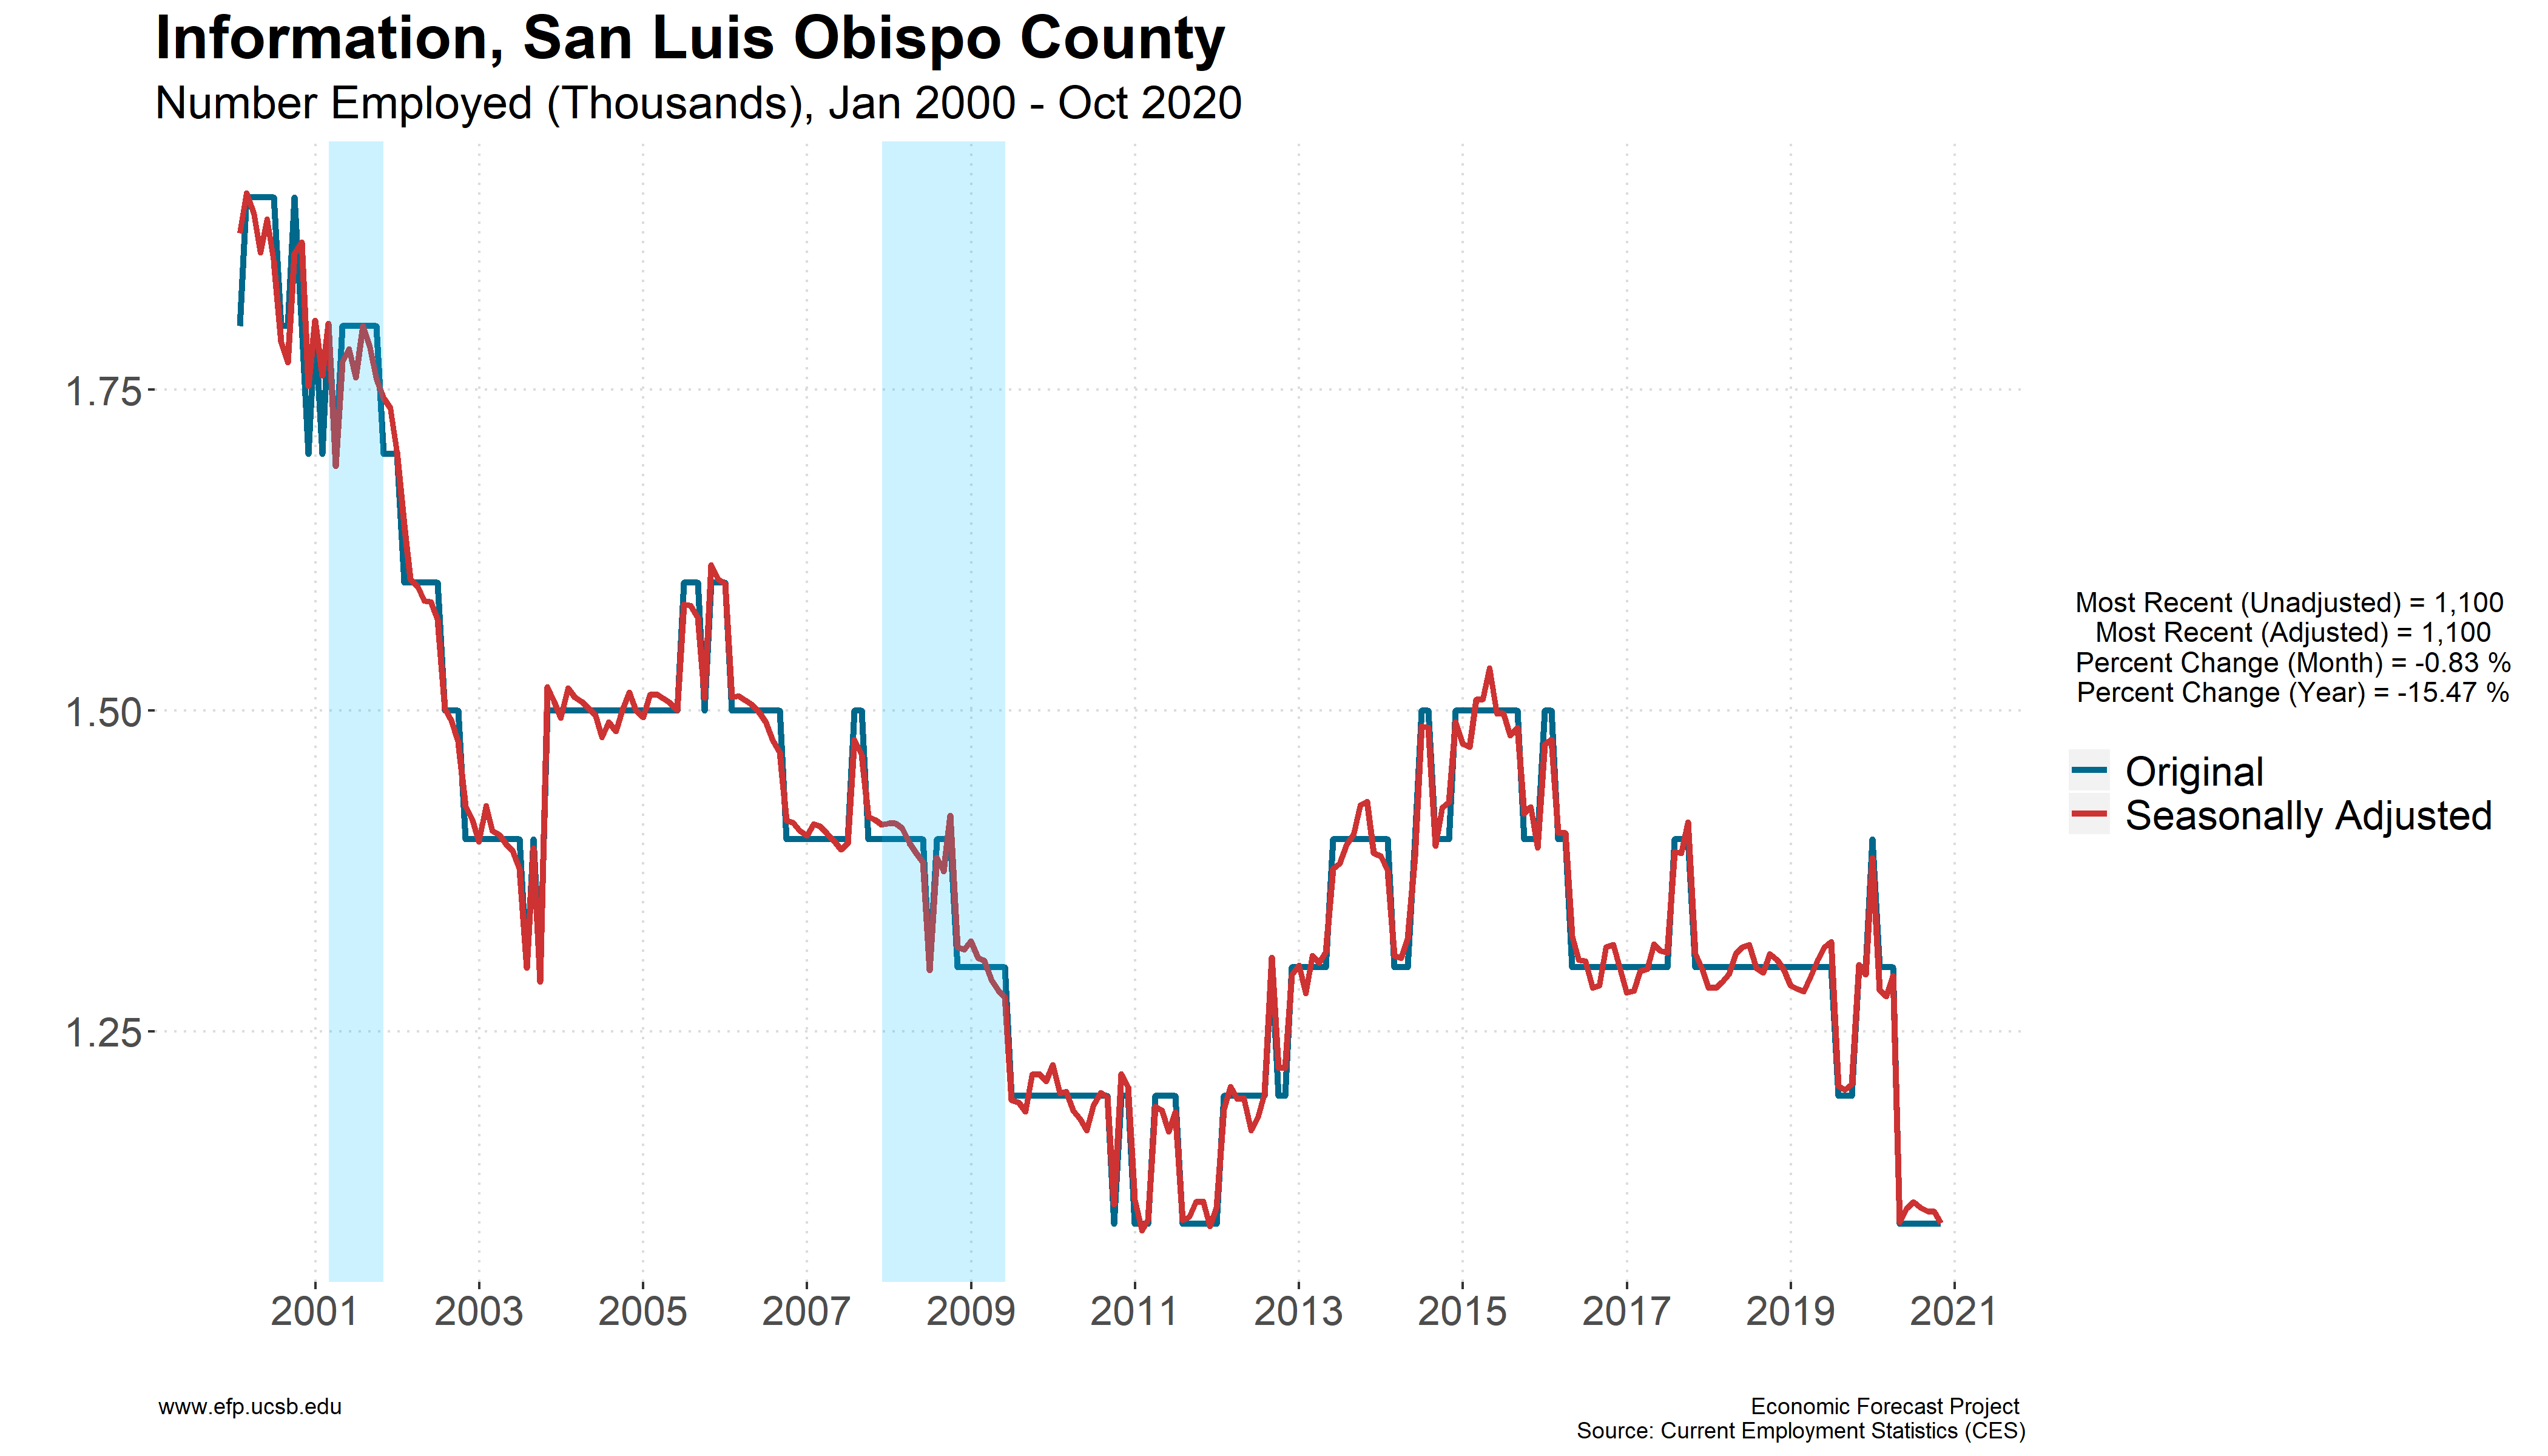 Information, San Luis Obispo County
Number Employed (Thousands), Jan 2000 - Oct 2020
1.75
1.50
1.25
2001 2003 2005 2007 2009 2011 2013 2015 2017 2019 2021
Most Recent (Unadjusted) = 1,100
Most Recent (Adjusted) = 1,100
Percent Change (Month) = -0.83 %
Percent Change (Year) = -15.47 %
Original
Seasonally Adjusted
www.efp.ucsb.edu
Economic Forecast Project
Source: Current Employment Statistics (CES)